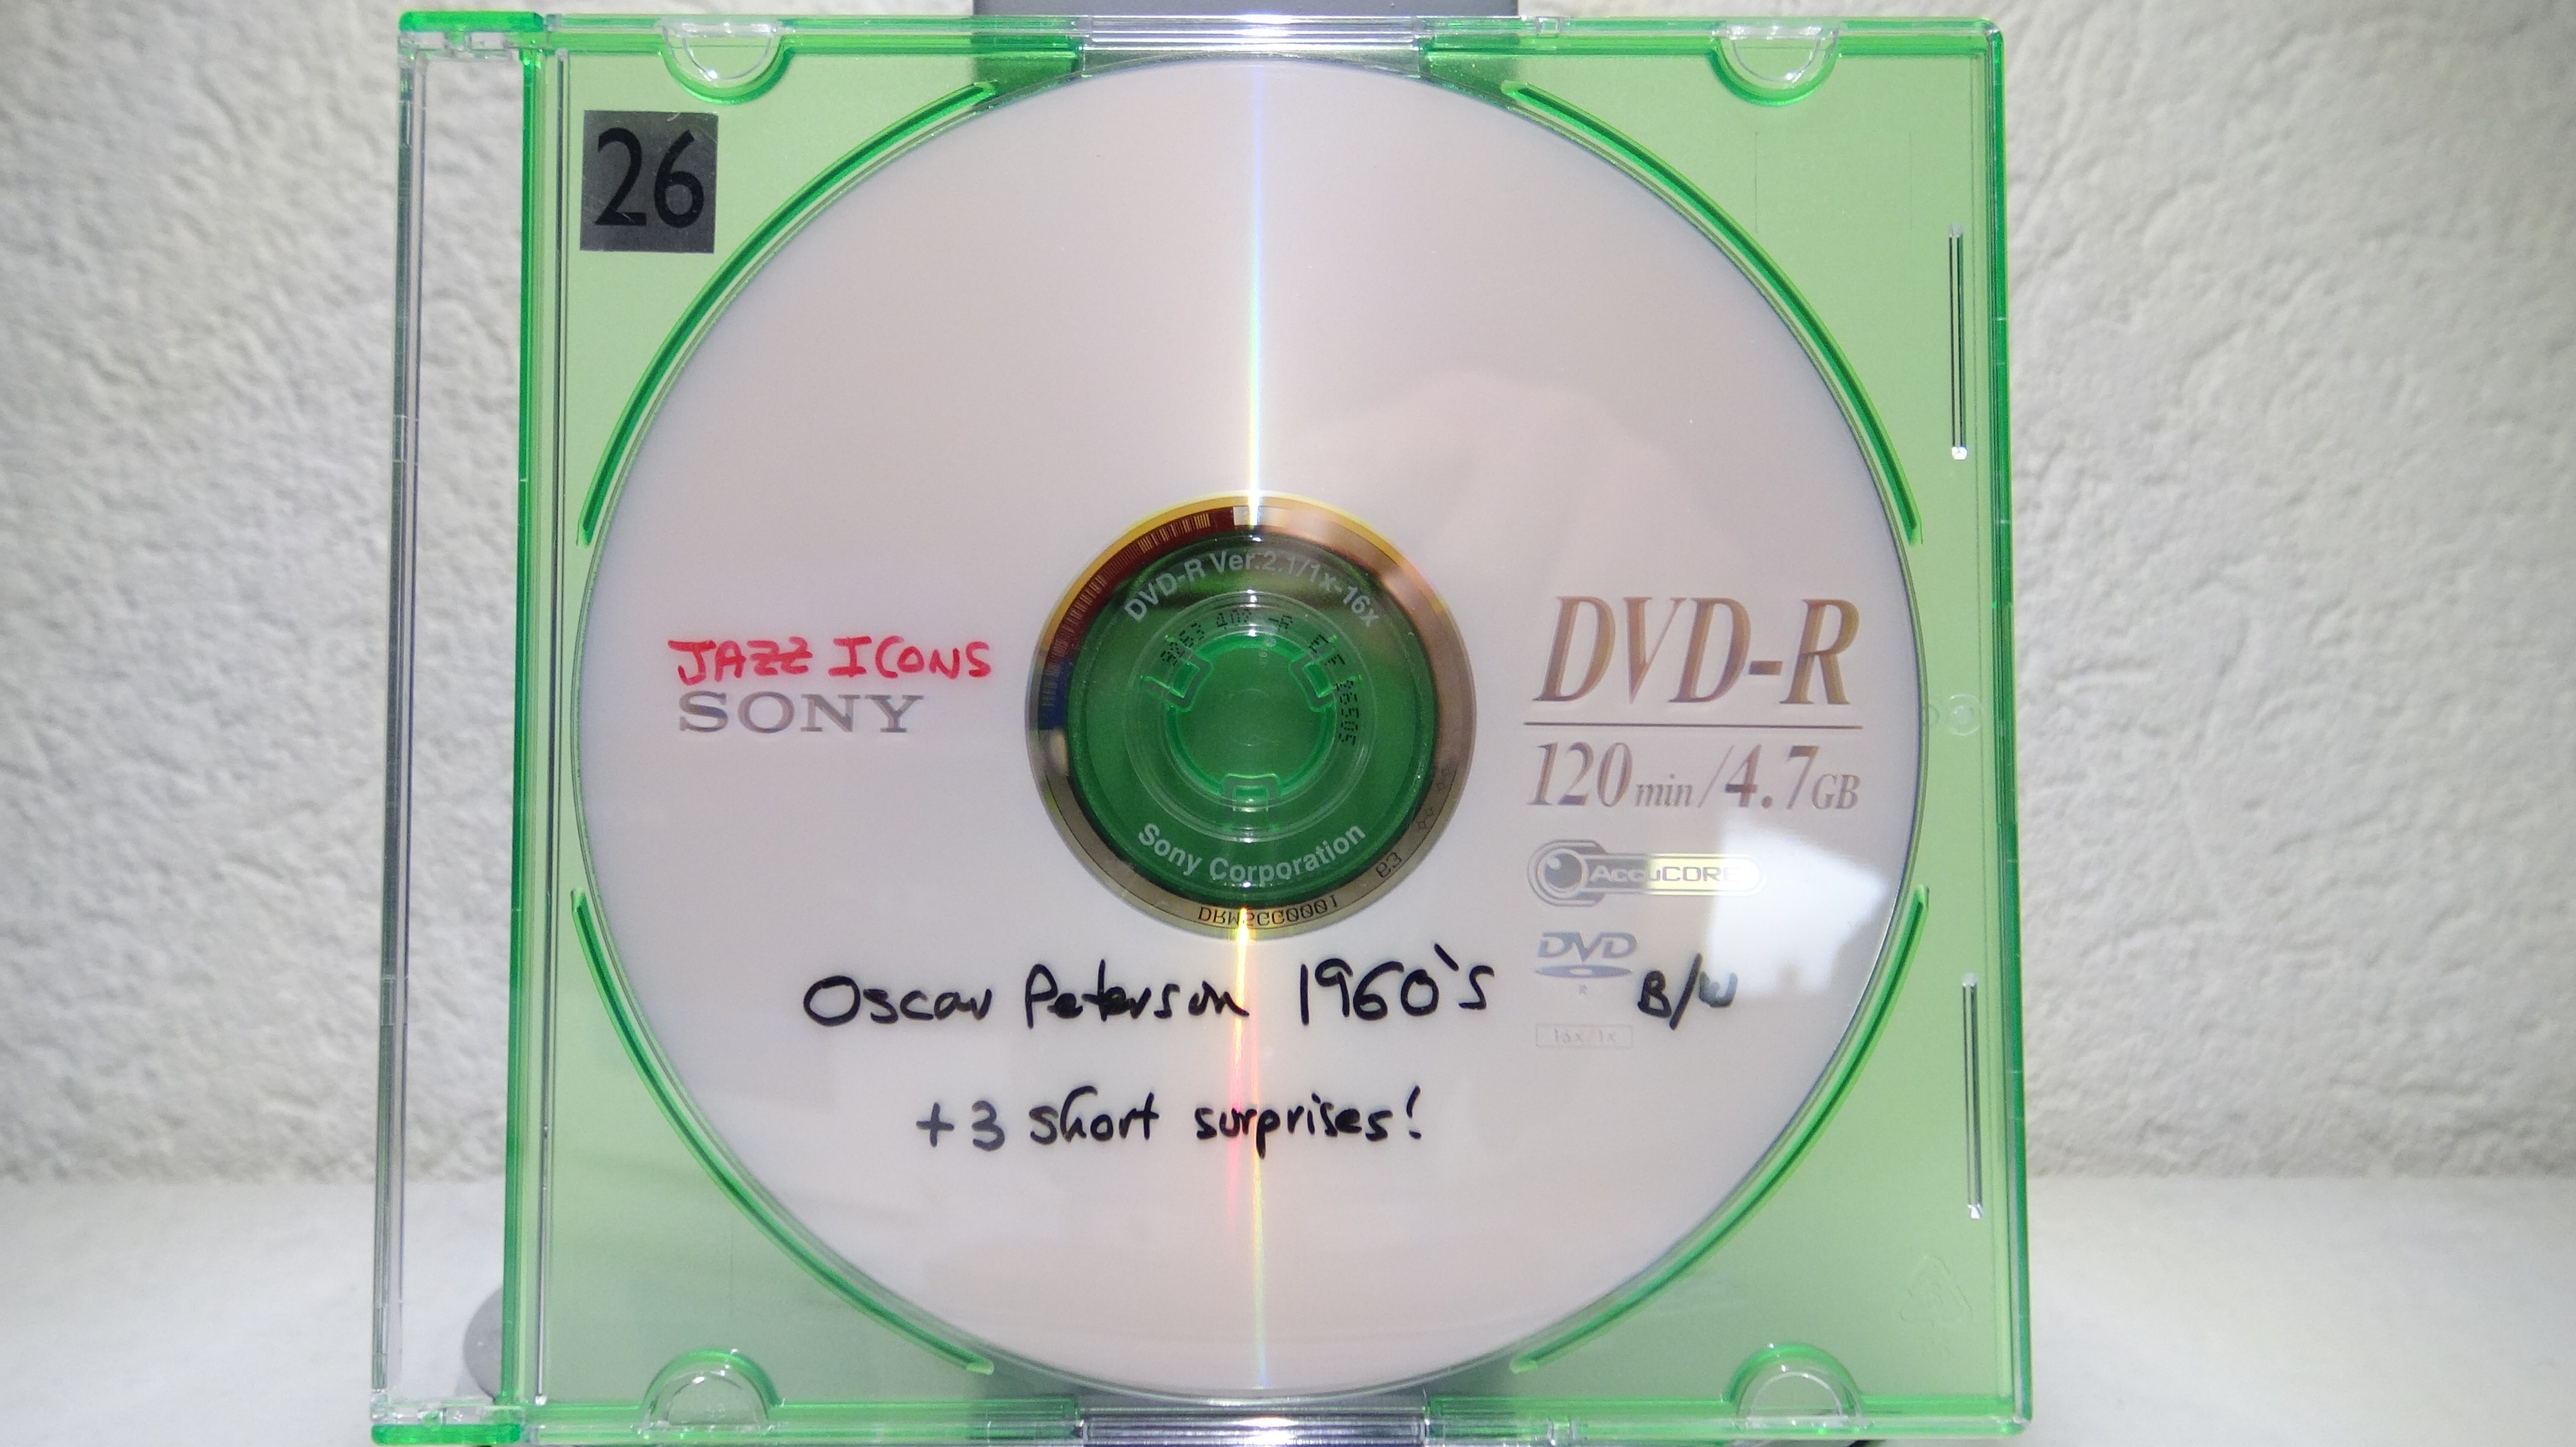 26
DVD-R Ver.2.1/1x-16x
JAZZ ICONS
SONY
DVD-R
120 min/4.7GB
AccuCORE
Sony Corporation
DVD
R
Oscar Peterson 1960's B/W
16x/1x
+3 short surprises!